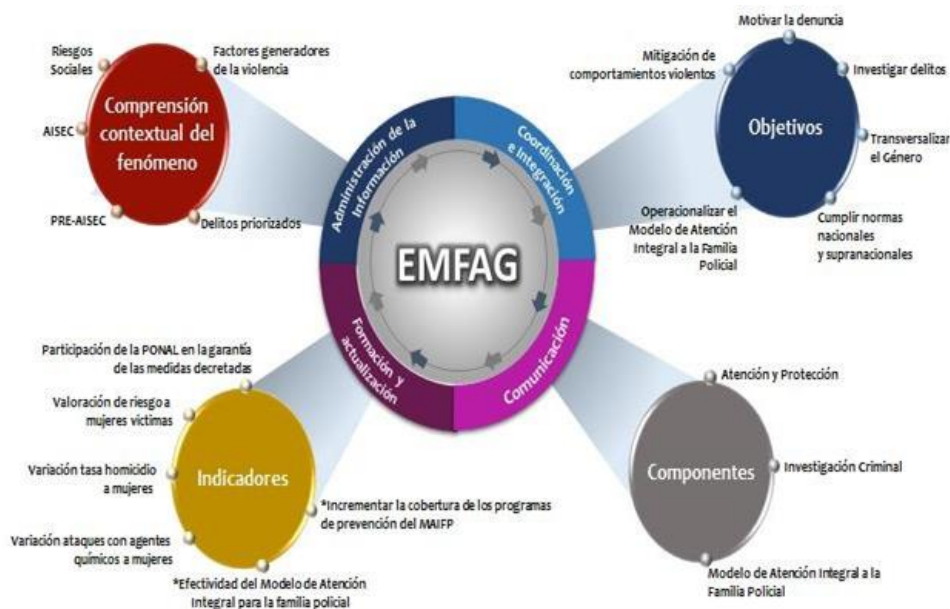 Riesgos
Sociales
Factores generadores
de la violencia
Comprensión
contextual del
fenómeno
AISEC
PRE-AISEC
Delitos priorizados
Motivar la denuncia
Mitigación de
comportamientos violentos
Investigar delitos
Objetivos
Transversalizar
el Género
Operacionalizar el
Modelo de Atención
Integral a la Familia
Policial
Cumplir normas
nacionales
y supranacionales
Administración de la
Información
Coordinación
e Integración
EMFAG
Formación y
actualización
Comunicación
Participación de la PONAL en la garantía
de las medidas decretadas
Valoración de riesgo a
mujeres víctimas
Variación tasa homicidio
a mujeres
Indicadores
*Incrementar la cobertura de los programas
de prevención del MAIFP
Variación ataques con agentes
químicos a mujeres
*Efectividad del Modelo de Atención
Integral para la familia policial
Atención y Protección
Componentes
Investigación Criminal
Modelo de Atención Integral a la
Familia Policial